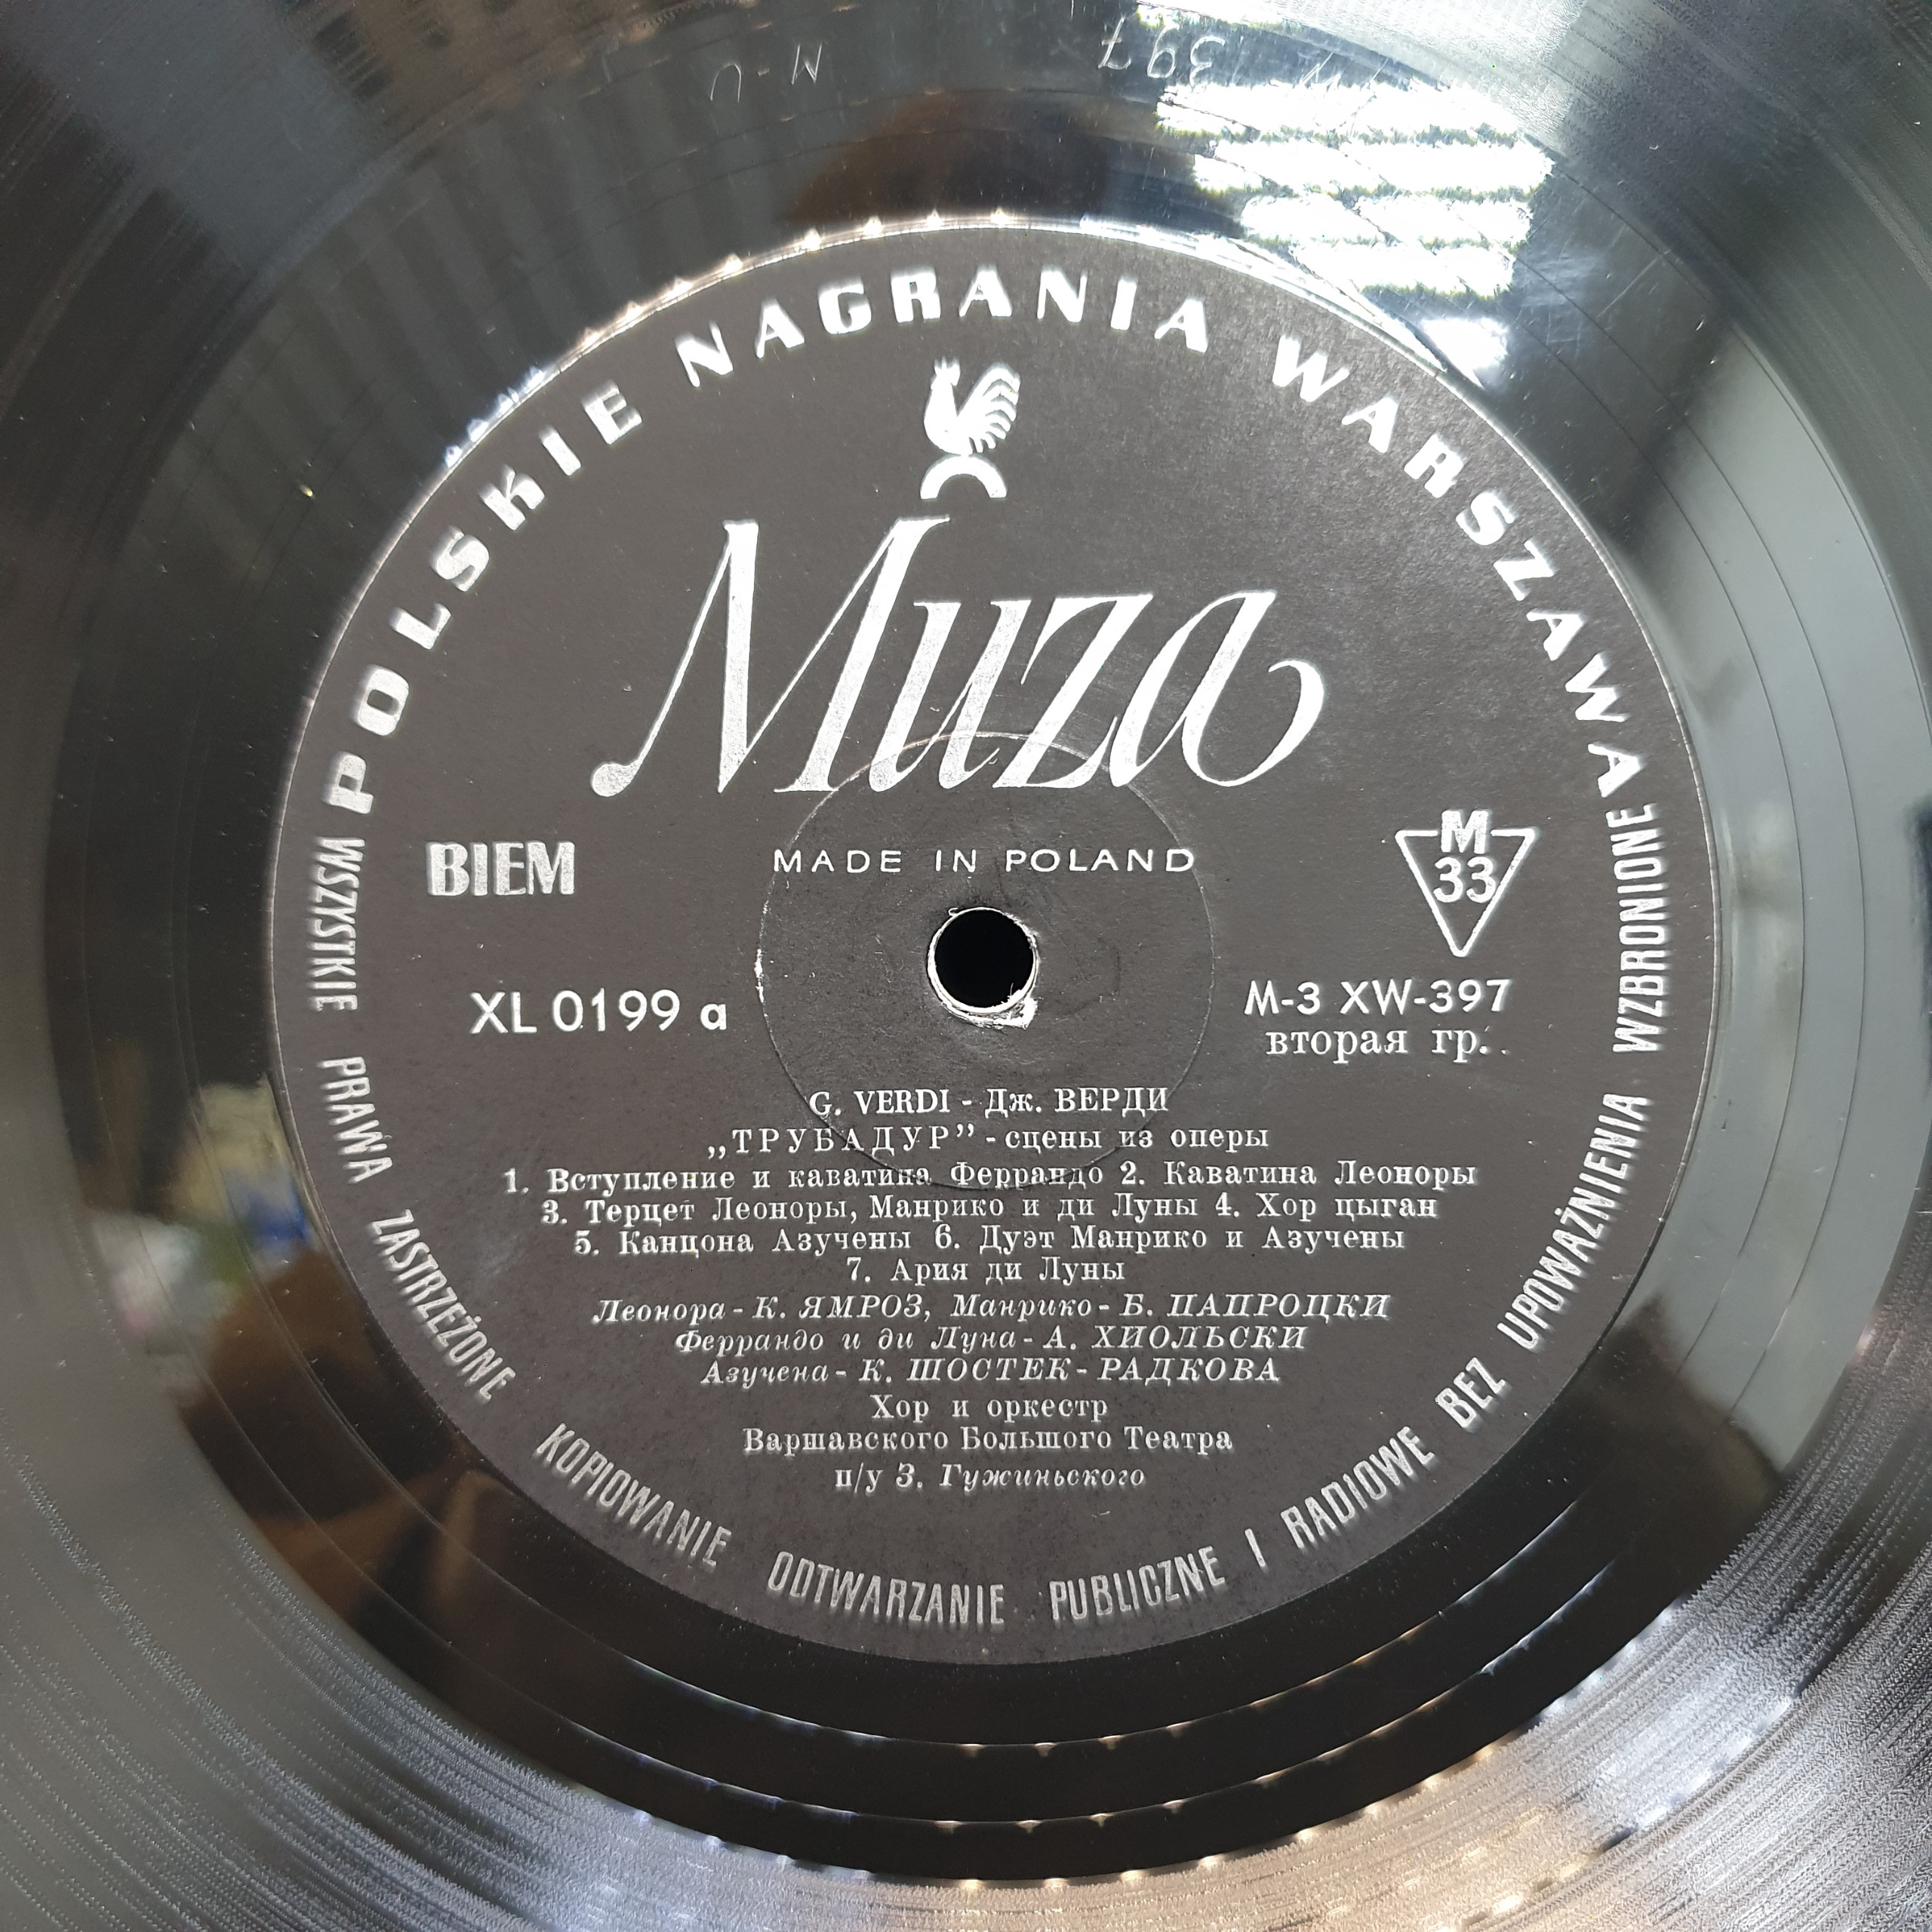 POLSKIE NAGRANIA WARSZAWA
Muza
BIEM
MADE IN POLAND
M
33
XL 0199 a
M-3 XW-397
вторая гр.
G. VERDI - Дж. ВЕРДИ
„ТРУБАДУР” - сцены из оперы
1. Вступление и каватина Феррандо 2. Каватина Леоноры
3. Терцет Леоноры, Манрико и ди Луны 4. Хор цыган
5. Канцона Азучены 6. Дуэт Манрико и Азучены
7. Ария ди Луны
Леонора - К. ЯМРОЗ, Манрико - Б. ПАПРОЦКИ
Феррандо и ди Луна - А. ХИОЛЬСКИ
Азучена - К. ШОСТЕК-РАДКОВА
Хор и оркестр
Варшавского Большого Театра
п/у З. Гужиньского
WSZYSTKIE PRAWA ZASTRZEŻONE KOPIOWANIE ODTWARZANIE PUBLICZNE I RADIOWE BEZ UPOWAŻNIENIA WZBRONIONE